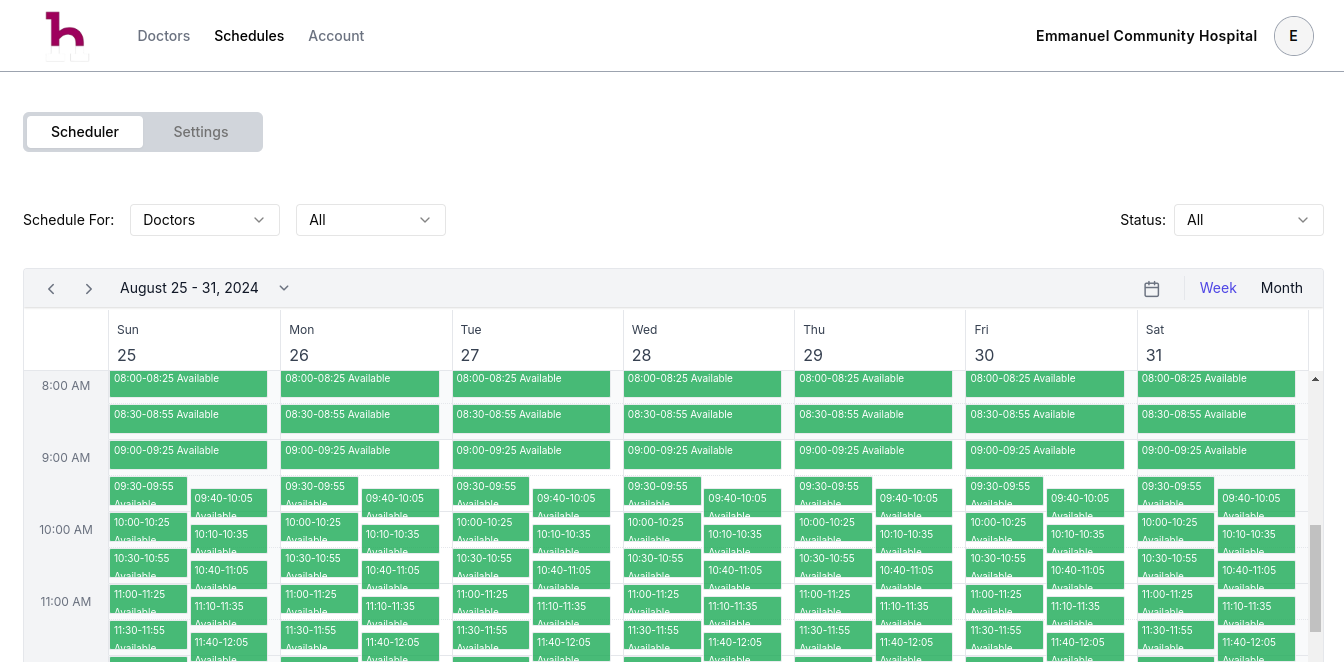 h
Doctors Schedules Account Emmanuel Community Hospital E
Scheduler Settings
Schedule For: Doctors All Status: All
August 25 - 31, 2024 Week Month
Sun Mon Tue Wed Thu Fri Sat
25 26 27 28 29 30 31
8:00 AM 08:00-08:25 Available 08:00-08:25 Available 08:00-08:25 Available 08:00-08:25 Available 08:00-08:25 Available 08:00-08:25 Available 08:00-08:25 Available
08:30-08:55 Available 08:30-08:55 Available 08:30-08:55 Available 08:30-08:55 Available 08:30-08:55 Available 08:30-08:55 Available 08:30-08:55 Available
9:00 AM 09:00-09:25 Available 09:00-09:25 Available 09:00-09:25 Available 09:00-09:25 Available 09:00-09:25 Available 09:00-09:25 Available 09:00-09:25 Available
09:30-09:55 09:30-09:55 09:30-09:55 09:30-09:55 09:30-09:55 09:30-09:55 09:30-09:55
Available 09:40-10:05 Available 09:40-10:05 Available 09:40-10:05 Available 09:40-10:05 Available 09:40-10:05 Available 09:40-10:05 Available 09:40-10:05
Available Available Available Available Available Available Available
10:00 AM 10:00-10:25 10:00-10:25 10:00-10:25 10:00-10:25 10:00-10:25 10:00-10:25 10:00-10:25
Available 10:10-10:35 Available 10:10-10:35 Available 10:10-10:35 Available 10:10-10:35 Available 10:10-10:35 Available 10:10-10:35 Available 10:10-10:35
Available Available Available Available Available Available Available
10:30-10:55 10:30-10:55 10:30-10:55 10:30-10:55 10:30-10:55 10:30-10:55 10:30-10:55
Available 10:40-11:05 Available 10:40-11:05 Available 10:40-11:05 Available 10:40-11:05 Available 10:40-11:05 Available 10:40-11:05 Available 10:40-11:05
Available Available Available Available Available Available Available
11:00 AM 11:00-11:25 11:00-11:25 11:00-11:25 11:00-11:25 11:00-11:25 11:00-11:25 11:00-11:25
Available 11:10-11:35 Available 11:10-11:35 Available 11:10-11:35 Available 11:10-11:35 Available 11:10-11:35 Available 11:10-11:35 Available 11:10-11:35
Available Available Available Available Available Available Available
11:30-11:55 11:30-11:55 11:30-11:55 11:30-11:55 11:30-11:55 11:30-11:55 11:30-11:55
Available 11:40-12:05 Available 11:40-12:05 Available 11:40-12:05 Available 11:40-12:05 Available 11:40-12:05 Available 11:40-12:05 Available 11:40-12:05
Available Available Available Available Available Available Available